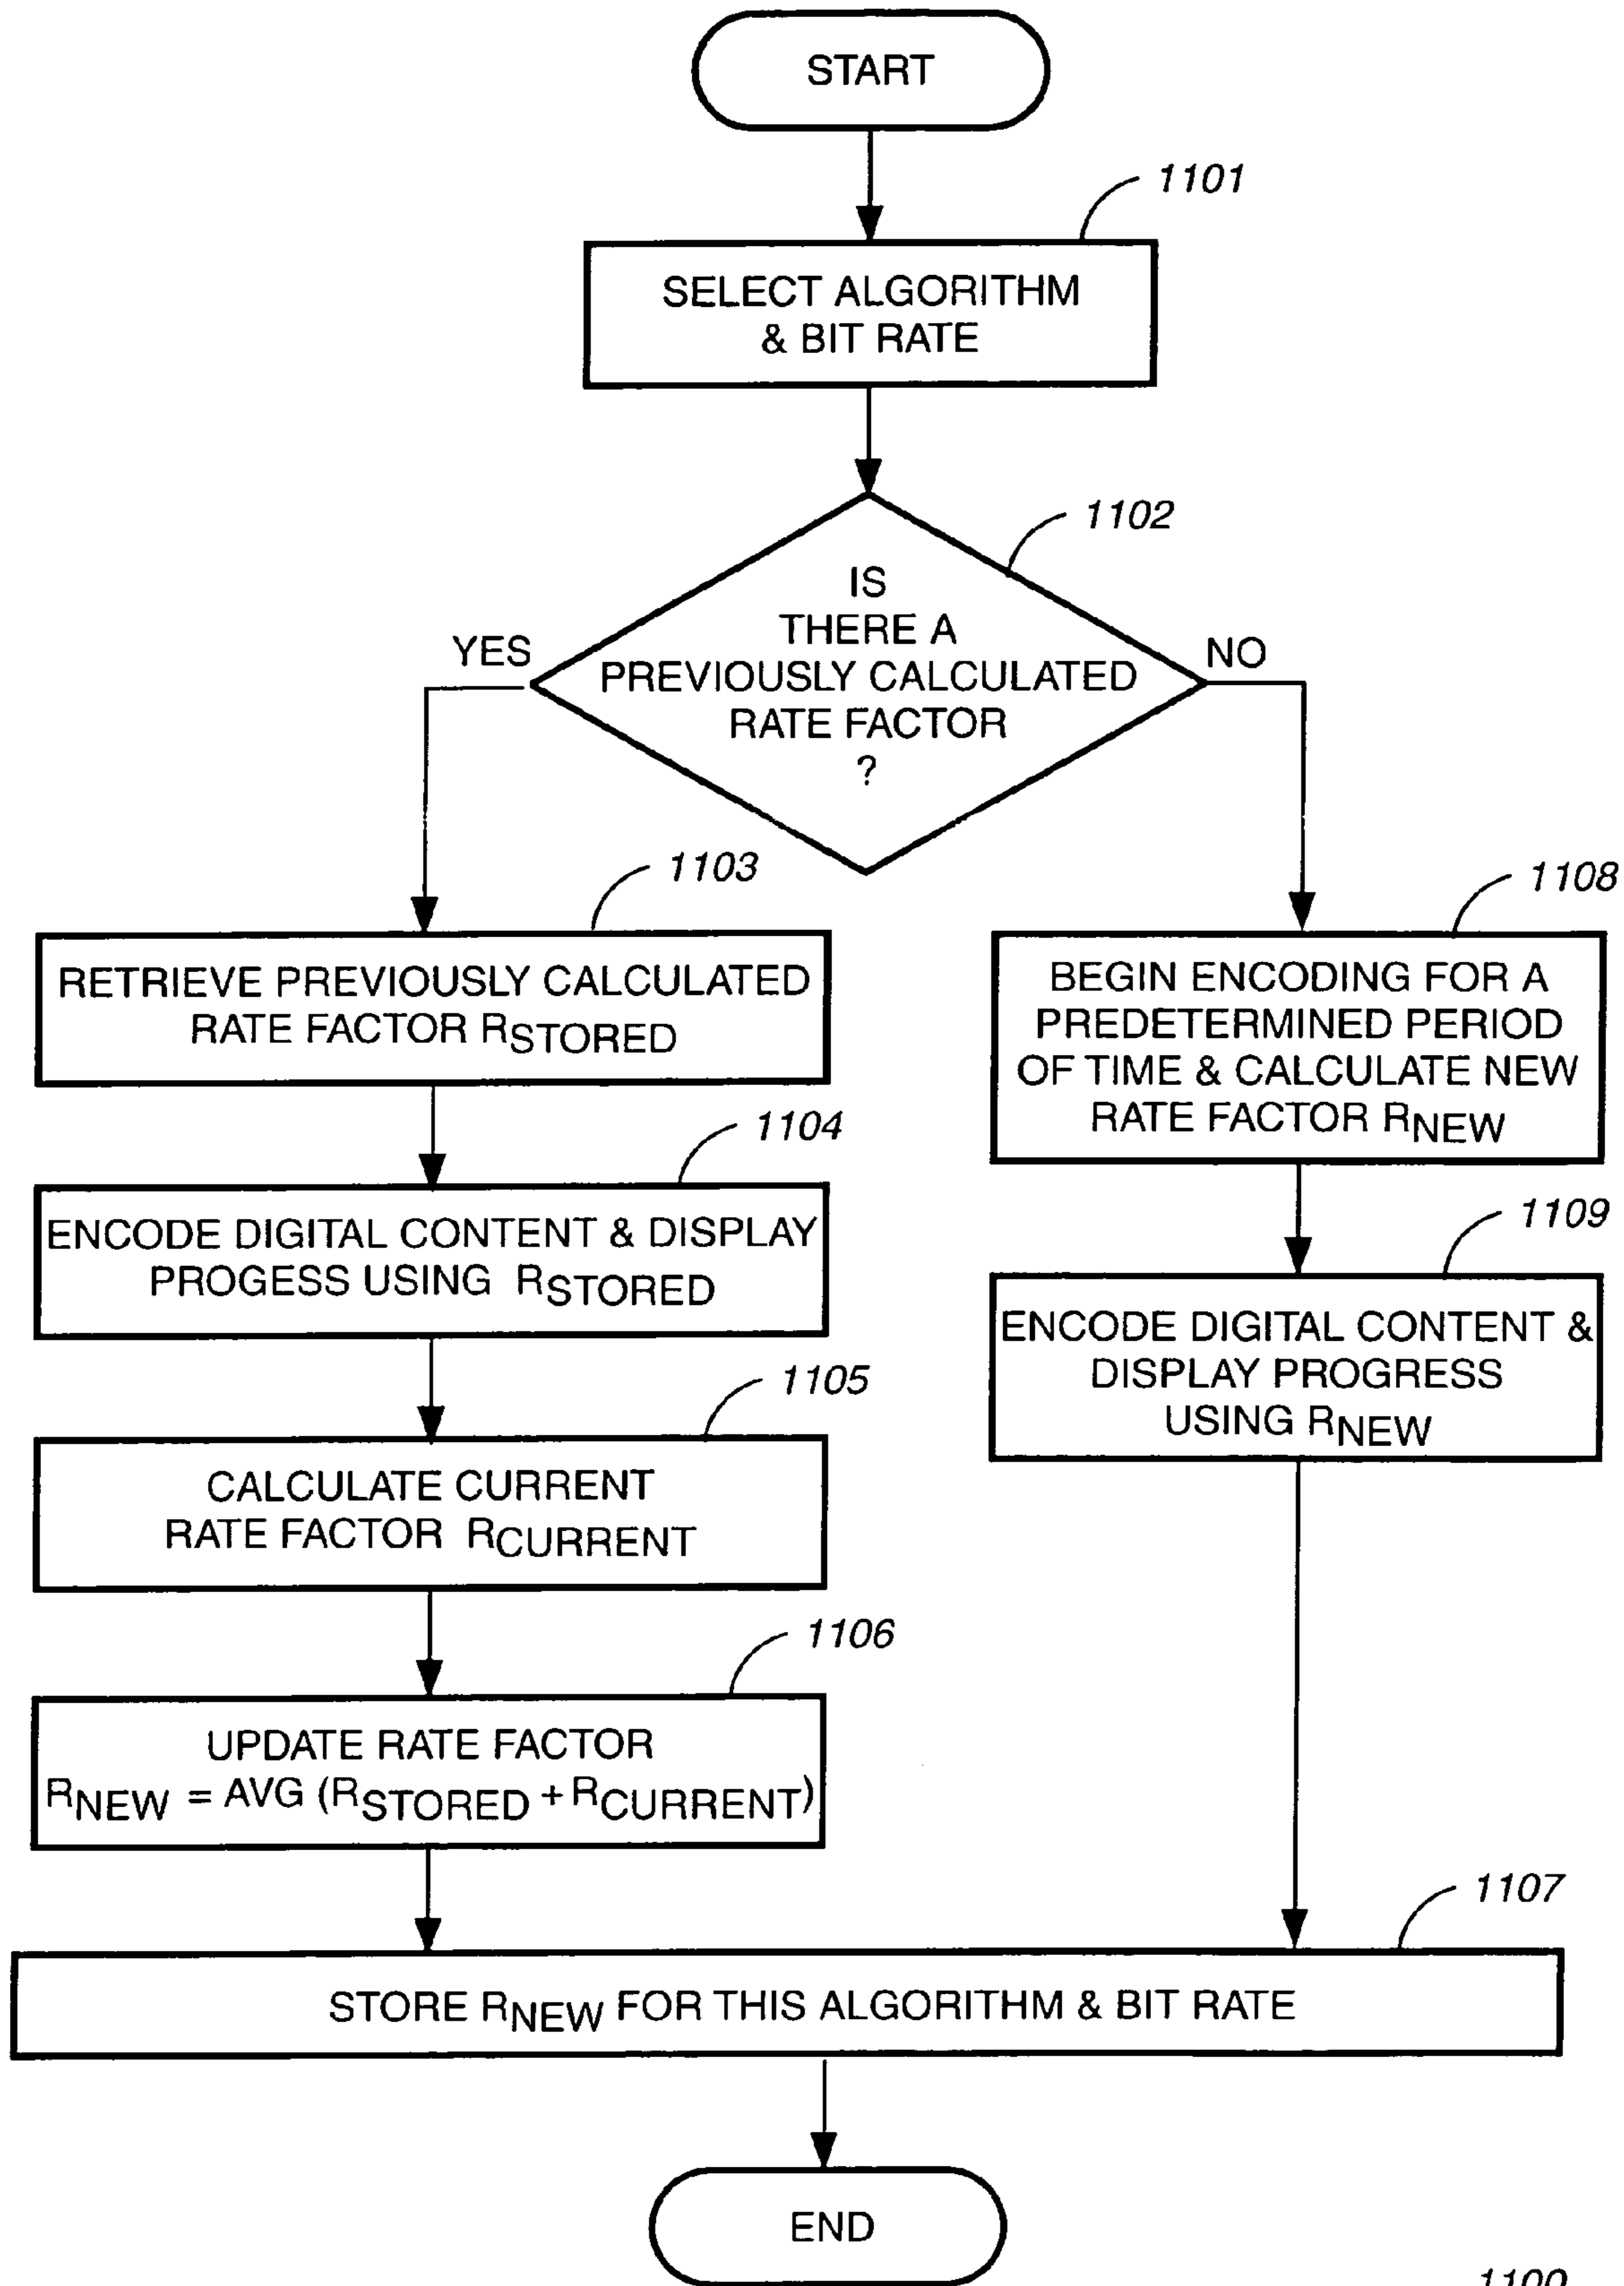 START
1101
SELECT ALGORITHM
& BIT RATE
1102
IS
THERE A
PREVIOUSLY CALCULATED
RATE FACTOR
?
YES
NO
1103
RETRIEVE PREVIOUSLY CALCULATED
RATE FACTOR RSTORED
1104
ENCODE DIGITAL CONTENT & DISPLAY
PROGESS USING RSTORED
1105
CALCULATE CURRENT
RATE FACTOR RCURRENT
1106
UPDATE RATE FACTOR
RNEW = AVG (RSTORED + RCURRENT)
1108
BEGIN ENCODING FOR A
PREDETERMINED PERIOD
OF TIME & CALCULATE NEW
RATE FACTOR RNEW
1109
ENCODE DIGITAL CONTENT &
DISPLAY PROGRESS
USING RNEW
1107
STORE RNEW FOR THIS ALGORITHM & BIT RATE
END
1100